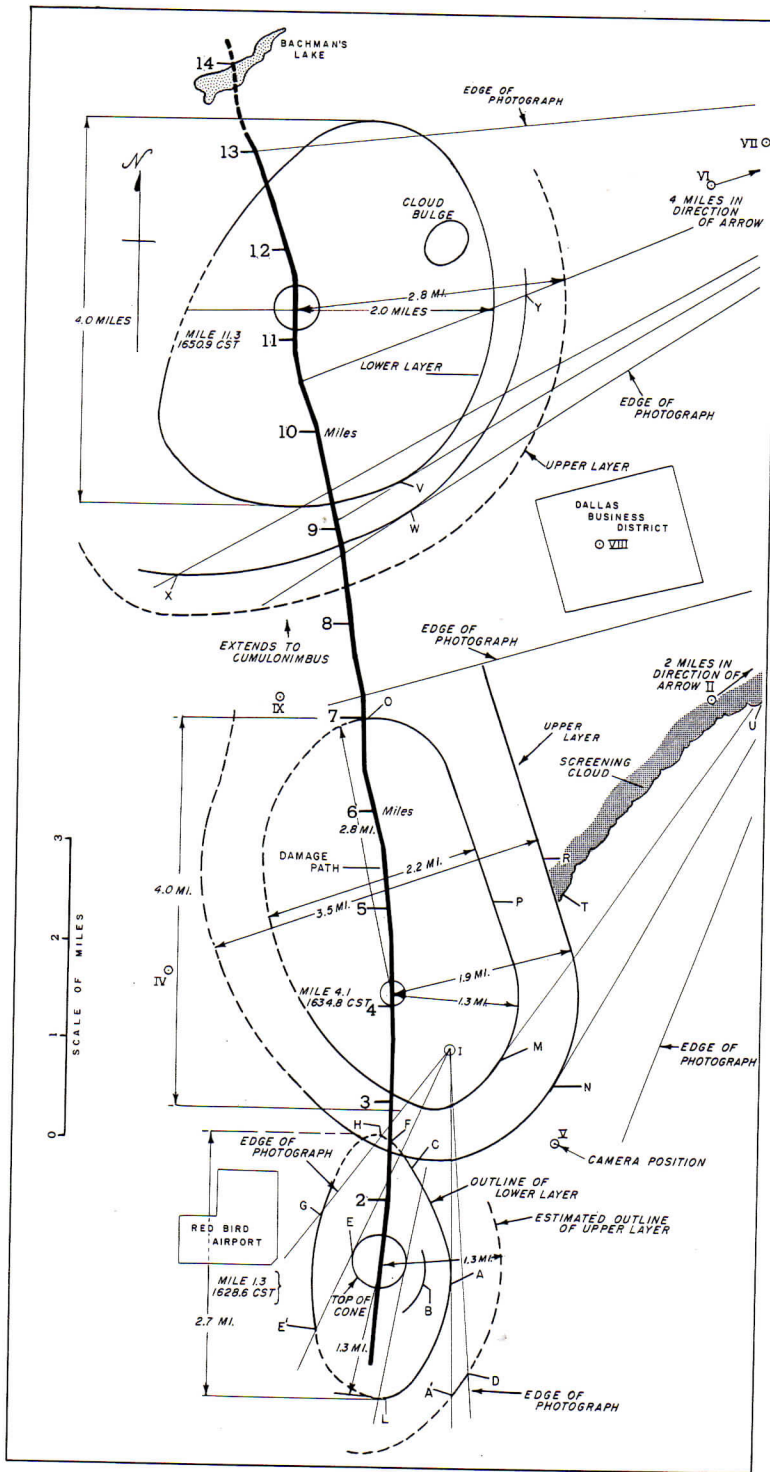 BACHMAN'S
LAKE
14
EDGE OF
PHOTOGRAPH
VII
13
N
VI
4 MILES IN
DIRECTION
OF ARROW
CLOUD
BULGE
12
2.8 MI.
2.0 MILES
Y
4.0 MILES
MILE 11.3
1650.9 CST
11
LOWER LAYER
EDGE OF
PHOTOGRAPH
10
Miles
UPPER LAYER
V
W
9
DALLAS
BUSINESS
DISTRICT
VIII
X
8
EXTENDS TO
CUMULONIMBUS
EDGE OF
PHOTOGRAPH
2 MILES IN
DIRECTION OF
ARROW II
IX
7
O
U
UPPER
LAYER
SCREENING
CLOUD
6
Miles
2.8 MI.
3
DAMAGE
PATH
2.2 MI.
R
4.0 MI.
3.5 MI.
P
T
5
2
1.9 MI.
IV
MILE 4.1
1634.8 CST
4
1.3 MI.
SCALE OF MILES
1
I
M
EDGE OF
PHOTOGRAPH
N
3
0
H
F
V
EDGE OF
PHOTOGRAPH
C
CAMERA POSITION
OUTLINE OF
LOWER LAYER
2
G
ESTIMATED OUTLINE
OF UPPER LAYER
RED BIRD
AIRPORT
E
1.3 MI.
MILE 1.3
1628.6 CST
A
TOP OF
CONE
B
2.7 MI.
E'
1.3 MI.
D
A'
EDGE OF
PHOTOGRAPH
L